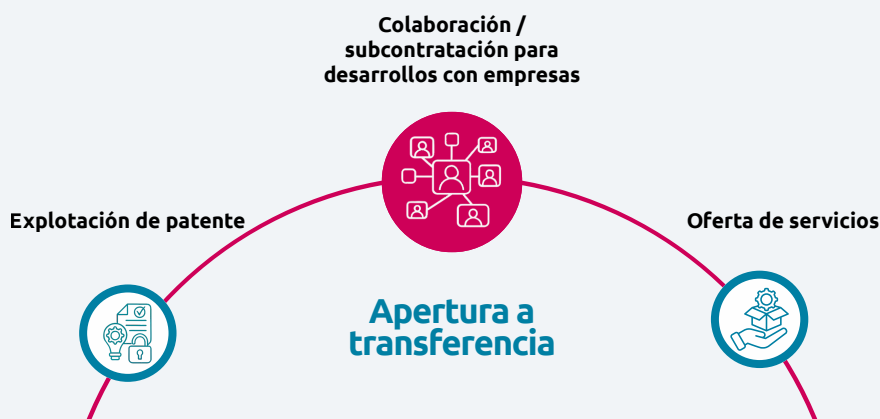 Colaboración /
subcontratación para
desarrollos con empresas
Explotación de patente
Oferta de servicios
Apertura a
transferencia